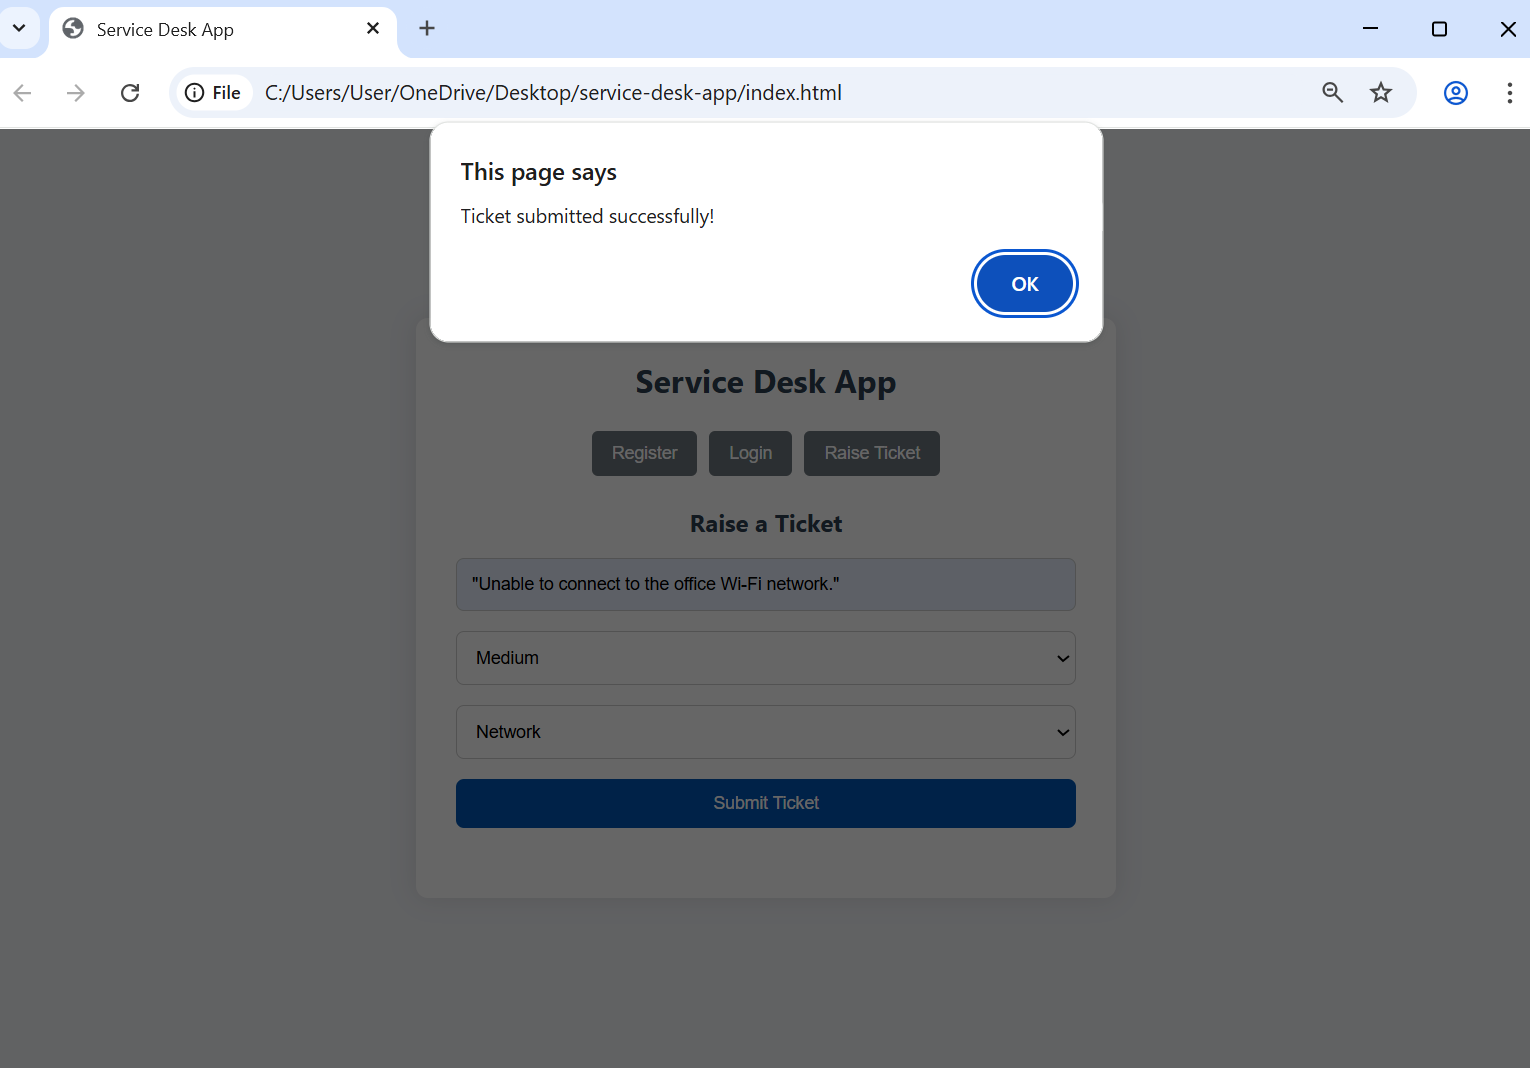 Service Desk App
File C:/Users/User/OneDrive/Desktop/service-desk-app/index.html
This page says
Ticket submitted successfully!
OK
Service Desk App
Register Login Raise Ticket
Raise a Ticket
"Unable to connect to the office Wi-Fi network."
Medium
Network
Submit Ticket